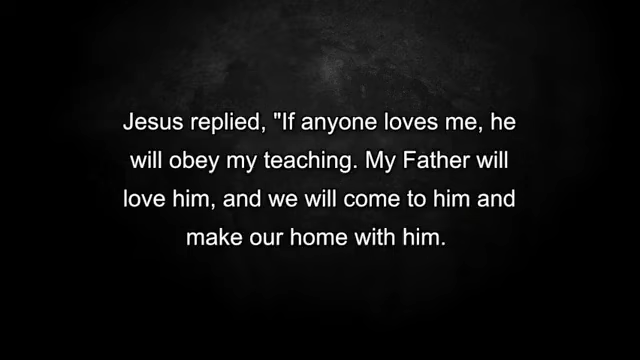 Jesus replied, "If anyone loves me, he
will obey my teaching. My Father will
love him, and we will come to him and
make our home with him.